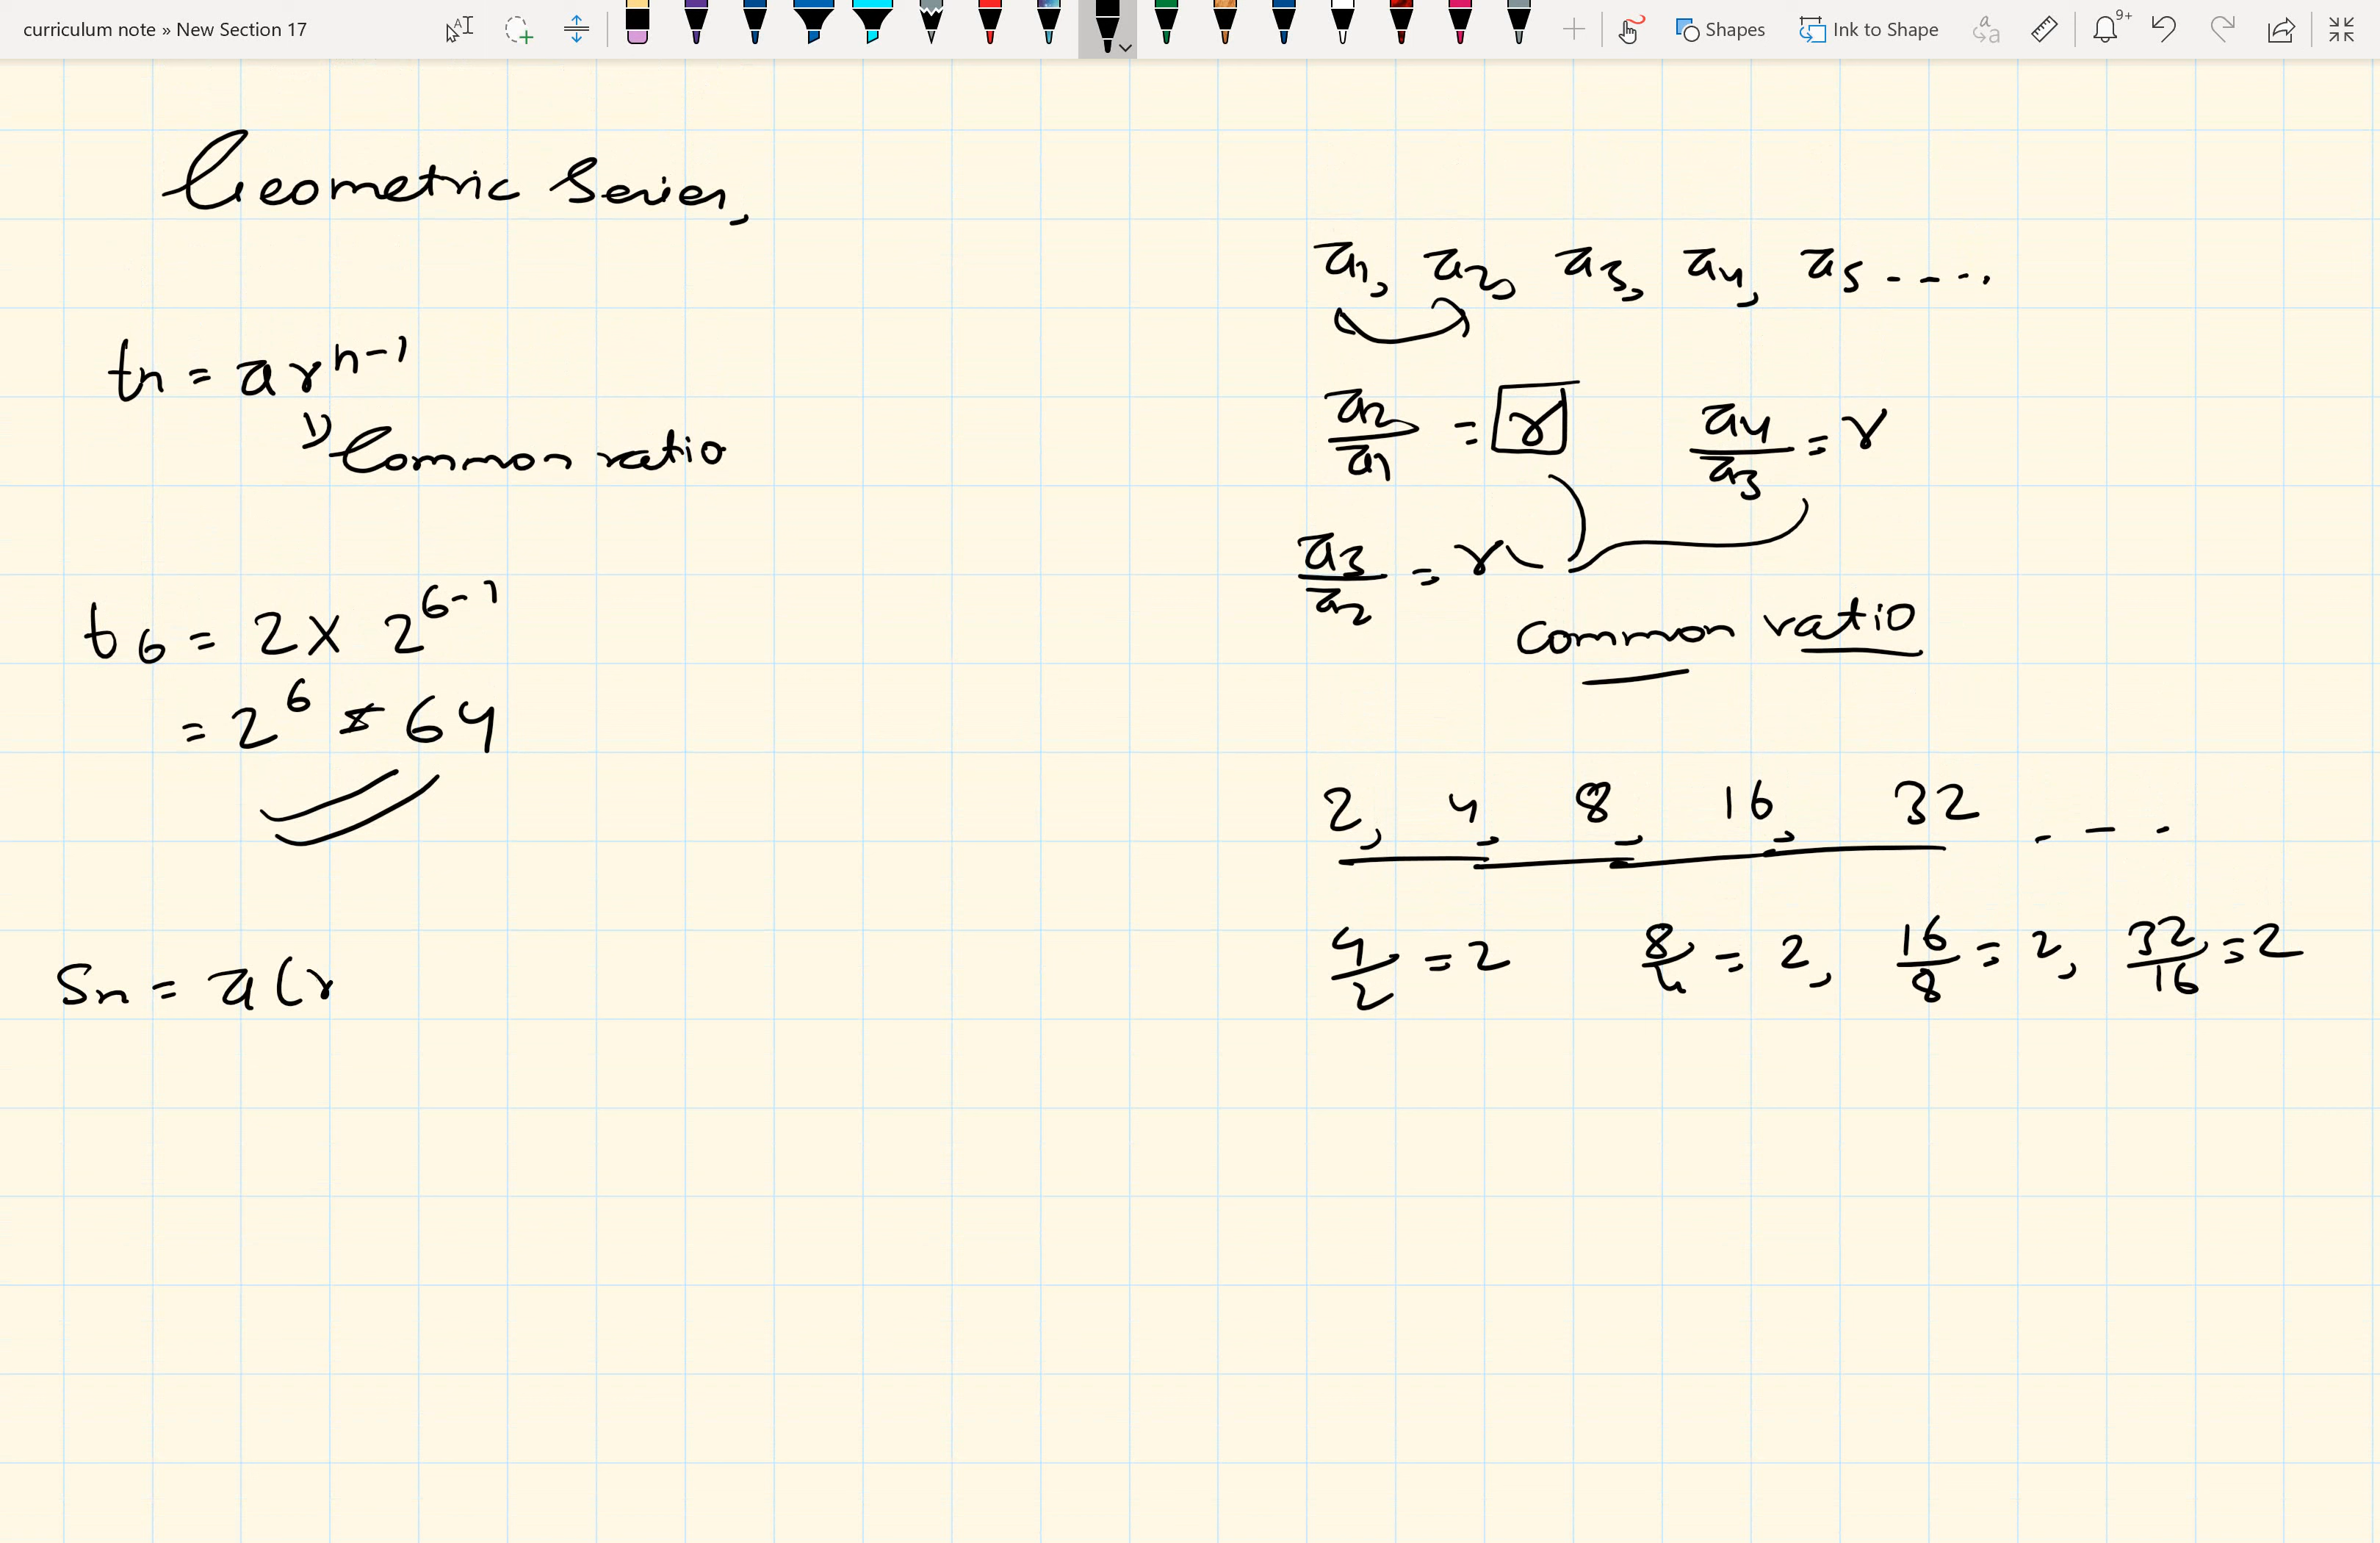 curriculum note » New Section 17
Shapes
Ink to Shape
9+
Geometric Series,
tn = ar^n-1
Common ratio
t6 = 2 x 2^6-1
= 2^6 = 64
Sn = a(r
a1, a2, a3, a4, a5 - - - - .
a2/a1 = r a4/a3 = r
a3/a2 = r
common ratio
2, 4, 8, 16, 32 . - - .
4/2 = 2 8/4 = 2, 16/8 = 2, 32/16 = 2